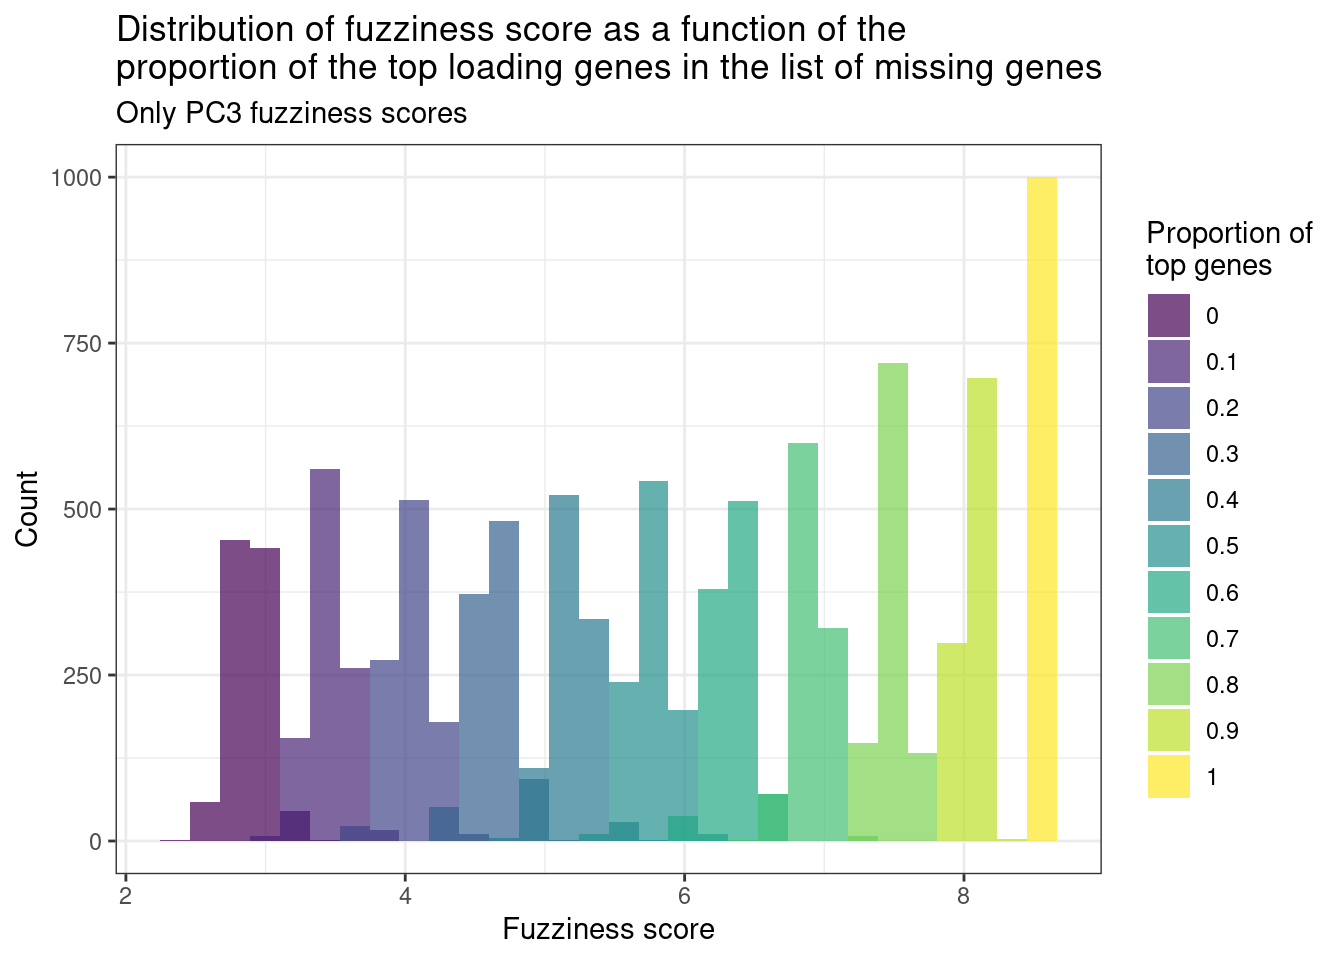 Distribution of fuzziness score as a function of the
proportion of the top loading genes in the list of missing genes
Only PC3 fuzziness scores
1000
750
500
250
0
Count
2
4
6
8
Fuzziness score
Proportion of
top genes
0
0.1
0.2
0.3
0.4
0.5
0.6
0.7
0.8
0.9
1